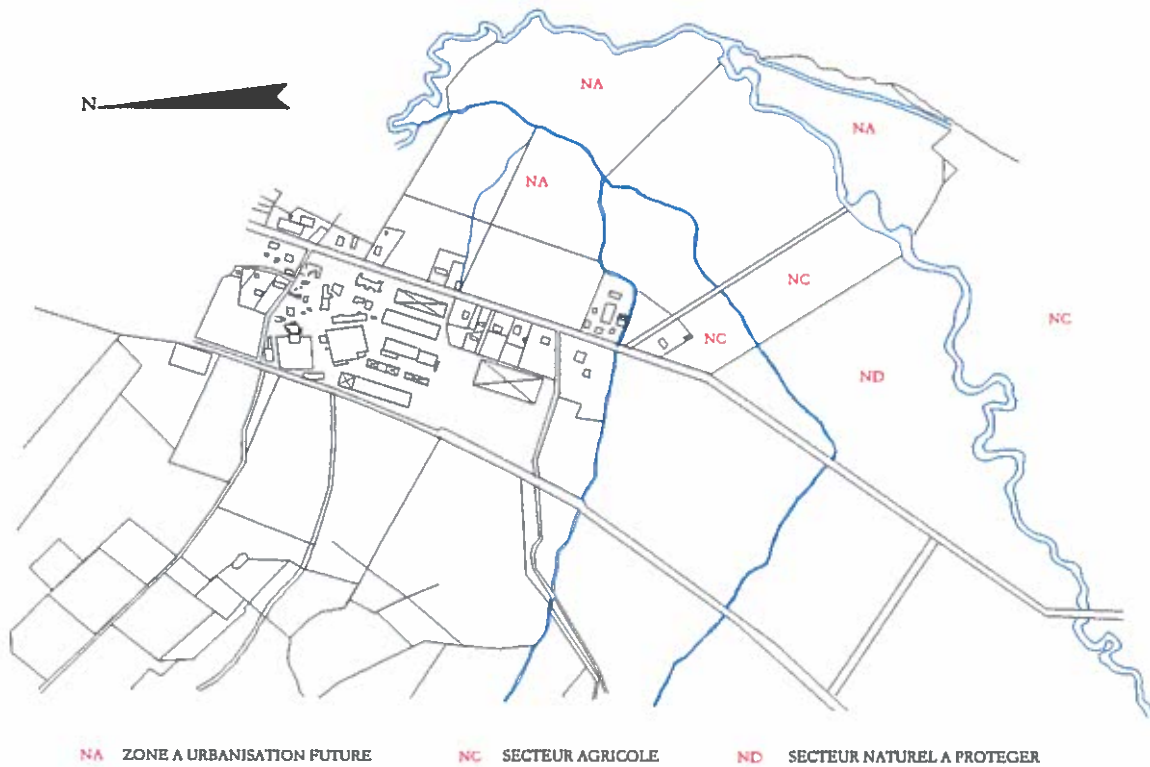 NA
N
NA
NA
NC
NC
NC
ND
NA ZONE A URBANISATION FUTURE NC SECTEUR AGRICOLE ND SECTEUR NATUREL A PROTEGER